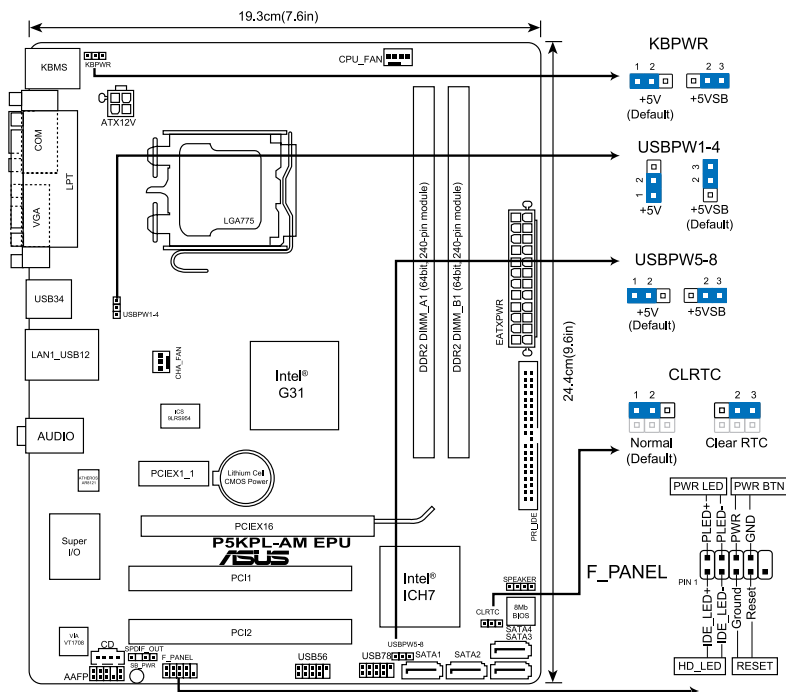 19.3cm(7.6in)
KBMS
KBPWR
CPU_FAN
ATX12V
COM
LPT
VGA
LGA775
DDR2 DIMM_A1 (64bit, 240-pin module)
DDR2 DIMM_B1 (64bit, 240-pin module)
EATXPWR
24.4cm(9.6in)
USB34
USBPW1-4
LAN1_USB12
CHA_FAN
Intel®
G31
ICS
9LRS954
AUDIO
PCIEX1_1
Lithium Cell
CMOS Power
ATHEROS
AR8121
PRI_IDE
PCIEX16
Super
I/O
P5KPL-AM EPU
ASUS
PCI1
Intel®
ICH7
SPEAKER
CLRTC
8Mb
BIOS
PCI2
VIA
VT1708
CD
SPDIF_OUT
SB_PWR
AAFP
F_PANEL
USB56
USB78
USBPW5-8
SATA1
SATA2
SATA4
SATA3
KBPWR
1 2
2 3
+5V
(Default)
+5VSB
USBPW1-4
2
1
3
2
+5V
+5VSB
(Default)
USBPW5-8
1 2
2 3
+5V
(Default)
+5VSB
CLRTC
1 2
2 3
Normal
(Default)
Clear RTC
F_PANEL
PWR LED
PWR BTN
PLED+
PLED-
PWR
GND
PIN 1
IDE_LED+
IDE_LED-
Ground
Reset
HD_LED
RESET